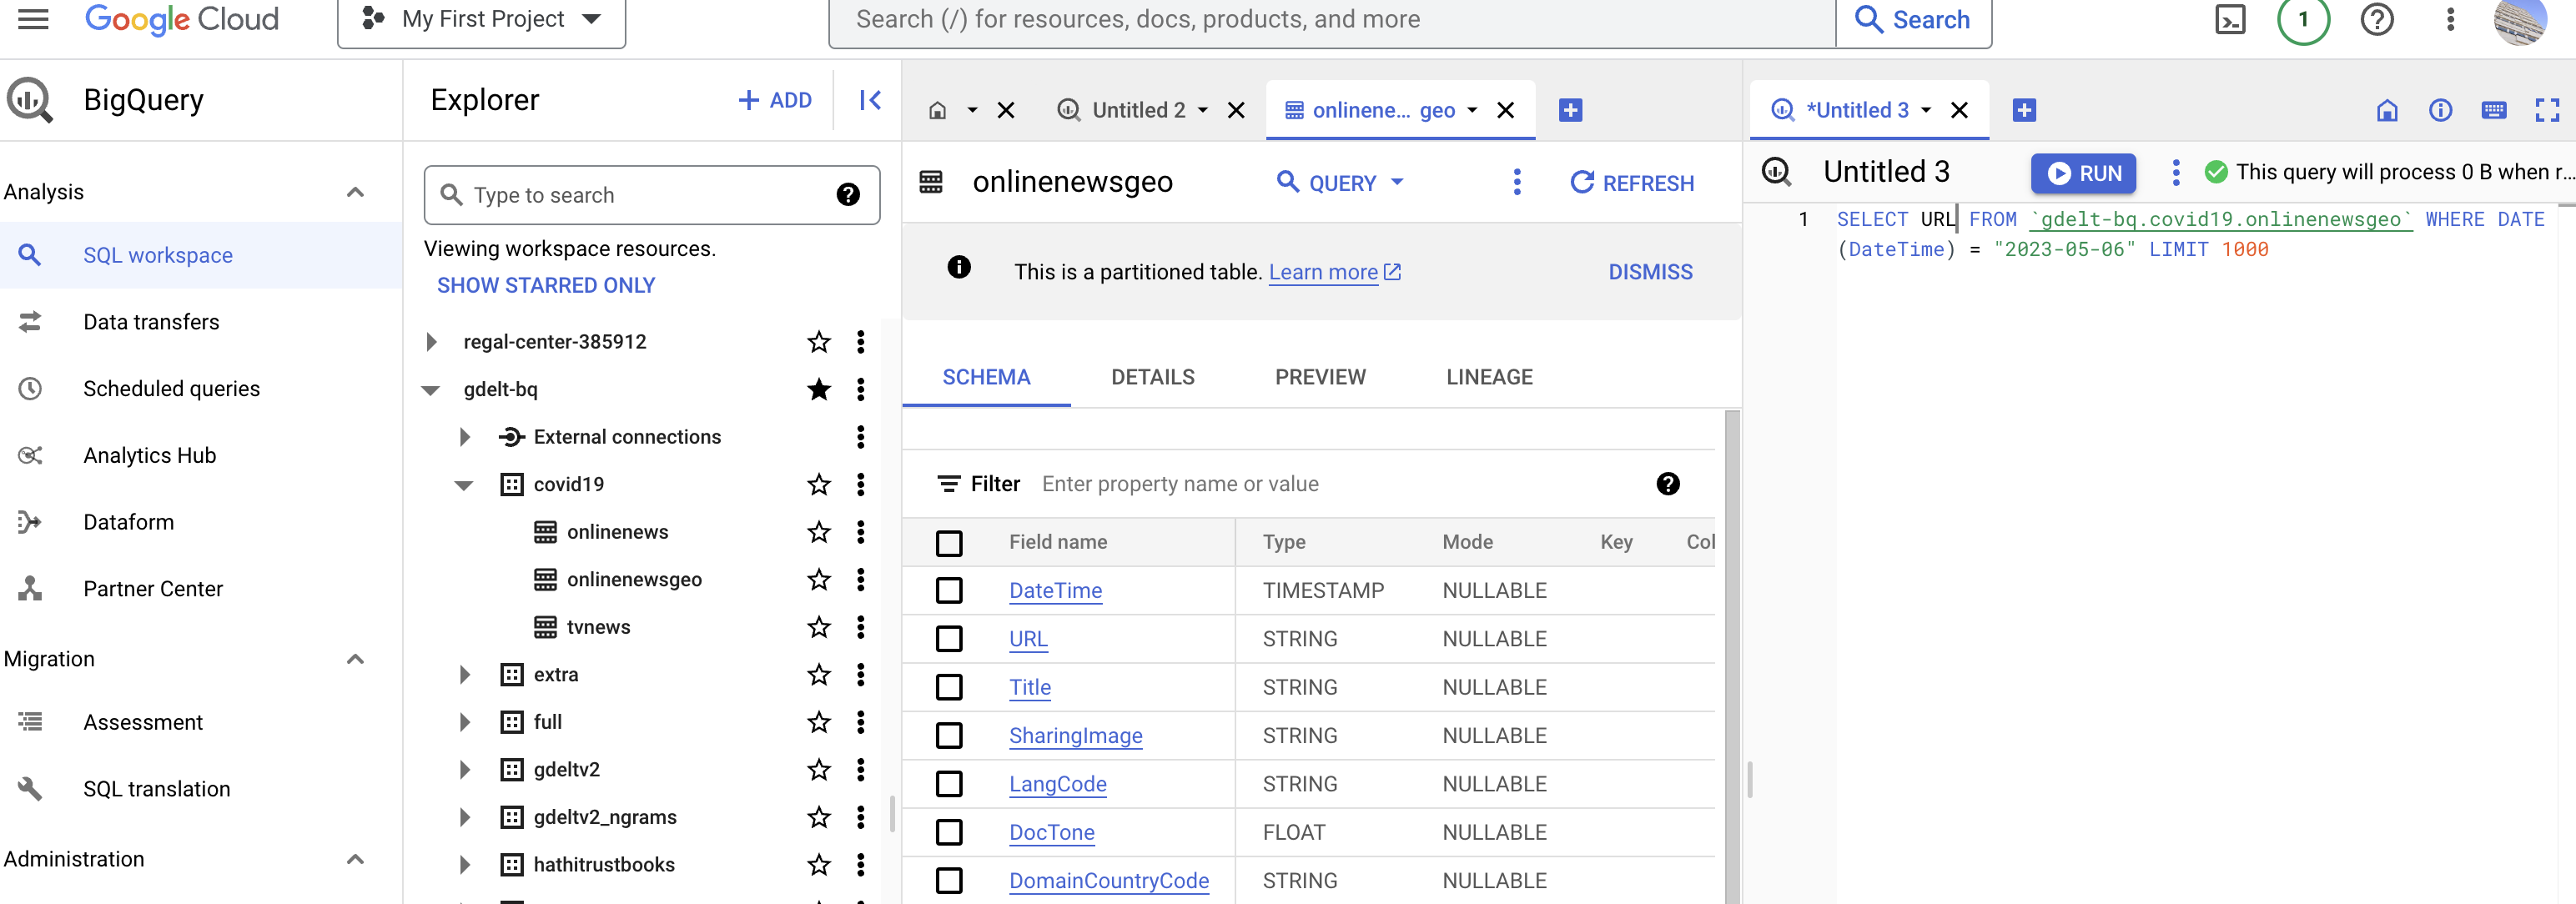 Google Cloud
My First Project
Search (/) for resources, docs, products, and more
Search
1
BigQuery
Analysis
SQL workspace
Data transfers
Scheduled queries
Analytics Hub
Dataform
Partner Center
Migration
Assessment
SQL translation
Administration
Explorer
+ ADD
Type to search
Viewing workspace resources.
SHOW STARRED ONLY
regal-center-385912
gdelt-bq
External connections
covid19
onlinenews
onlinenewsgeo
tvnews
extra
full
gdeltv2
gdeltv2_ngrams
hathitrustbooks
Untitled 2
onlinene... geo
onlinenewsgeo
QUERY
REFRESH
This is a partitioned table. Learn more
DISMISS
SCHEMA DETAILS PREVIEW LINEAGE
Filter Enter property name or value
Field name Type Mode Key Col
DateTime TIMESTAMP NULLABLE
URL STRING NULLABLE
Title STRING NULLABLE
SharingImage STRING NULLABLE
LangCode STRING NULLABLE
DocTone FLOAT NULLABLE
DomainCountryCode STRING NULLABLE
*Untitled 3
Untitled 3
RUN
This query will process 0 B when r...
1 SELECT URL FROM `gdelt-bq.covid19.onlinenewsgeo` WHERE DATE
(DateTime) = "2023-05-06" LIMIT 1000